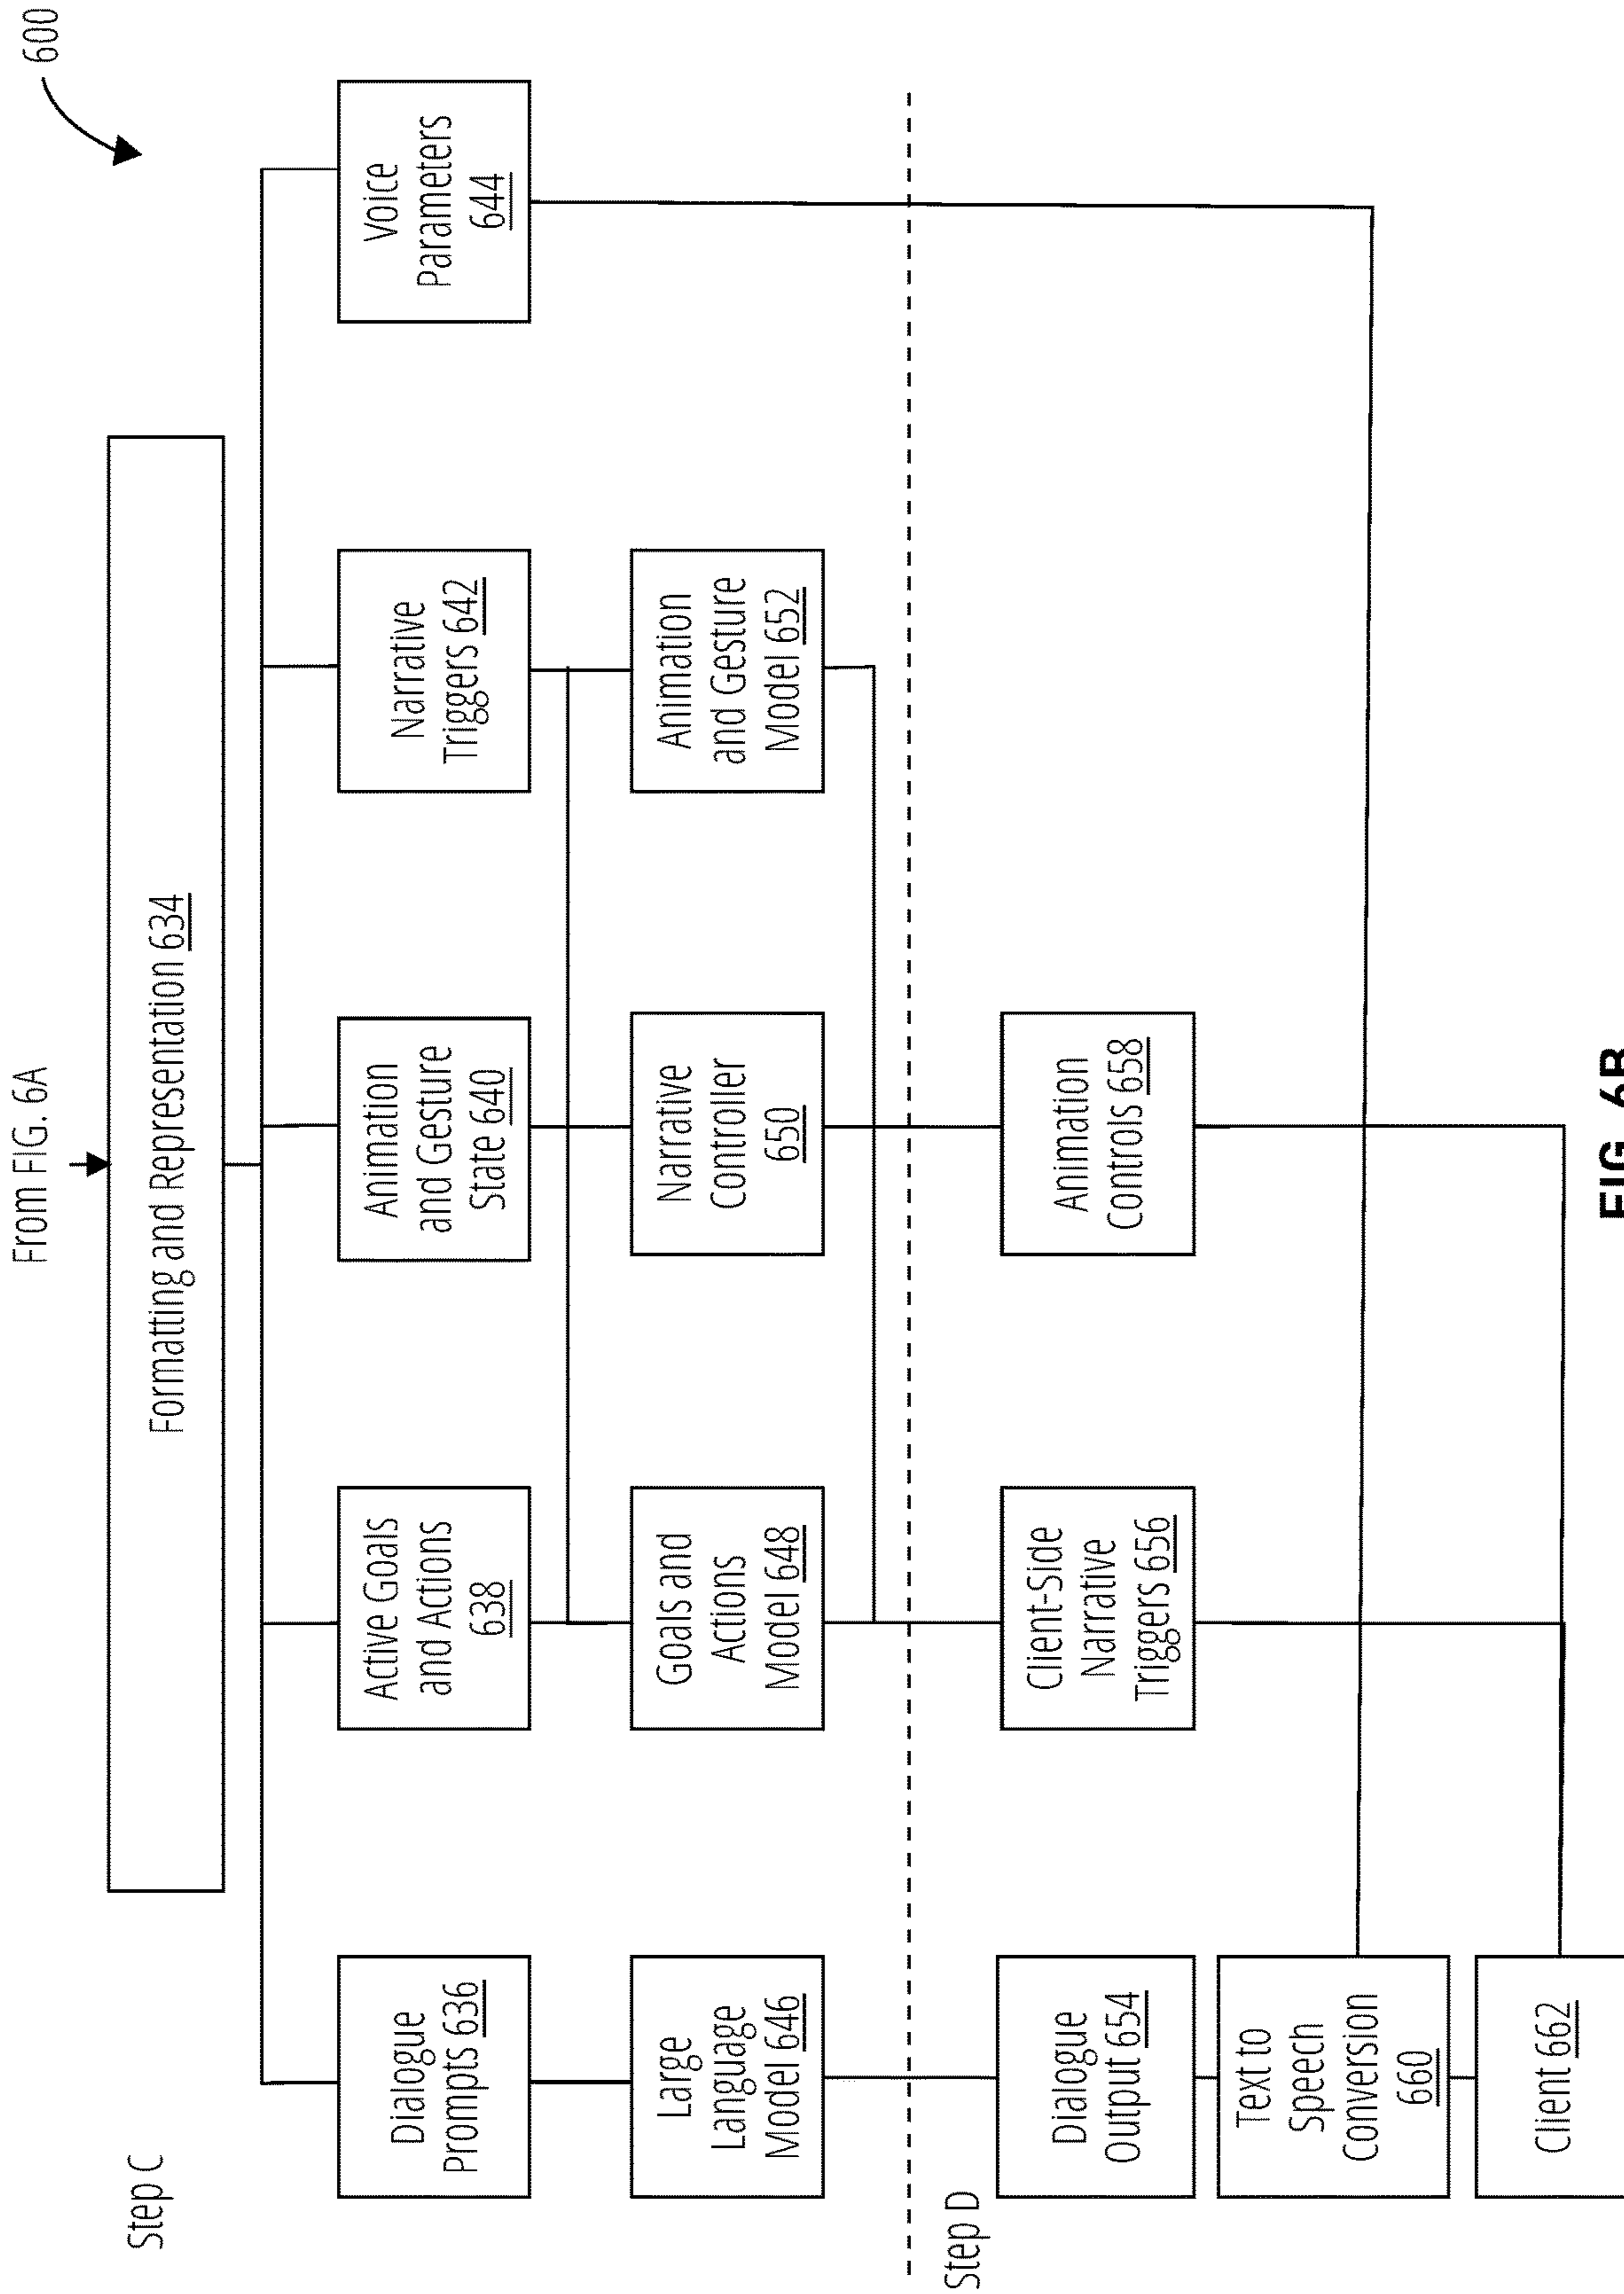 600
From FIG. 6A
Step C
Formatting and Representation 634
Dialogue
Prompts 636
Active Goals
and Actions
638
Animation
and Gesture
State 640
Narrative
Triggers 642
Voice
Parameters
644
Large
Language
Model 646
Goals and
Actions
Model 648
Narrative
Controller
650
Animation
and Gesture
Model 652
Step D
Dialogue
Output 654
Client-Side
Narrative
Triggers 656
Animation
Controls 658
Text to
Speech
Conversion
660
Client 662
FIG. 6B